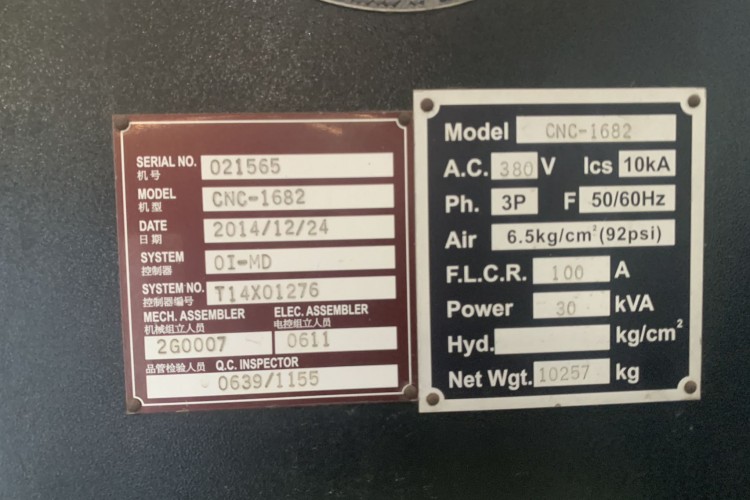 SERIAL NO. 021565
机号
MODEL CNC-1682
机型
DATE 2014/12/24
日期
SYSTEM OI-MD
控制器
SYSTEM NO. T14X01276
控制器编号
MECH. ASSEMBLER ELEC. ASSEMBLER
机械组立人员 电控组立人员
2G0007 0611
品管检验人员 Q.C. INSPECTOR
0639/1155
Model CNC-1682
A.C. 380 V Ics 10kA
Ph. 3P F 50/60Hz
Air 6.5kg/cm²(92psi)
F.L.C.R. 100 A
Power 30 kVA
Hyd. kg/cm²
Net Wgt. 10257 kg